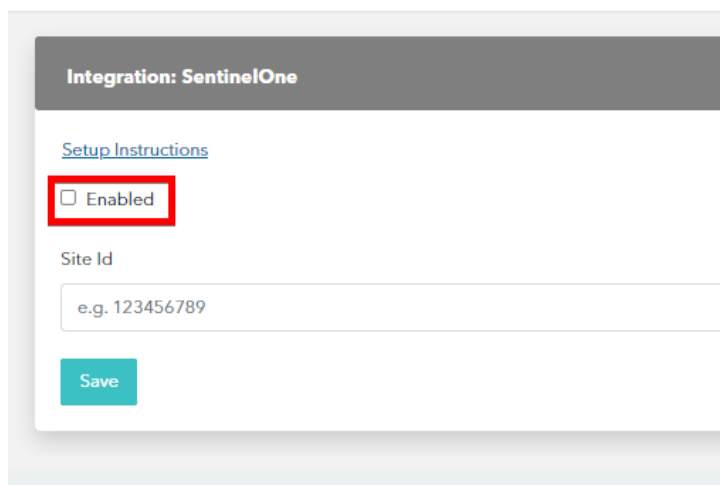 Integration: SentinelOne
Setup Instructions
Enabled
Site Id
e.g. 123456789
Save